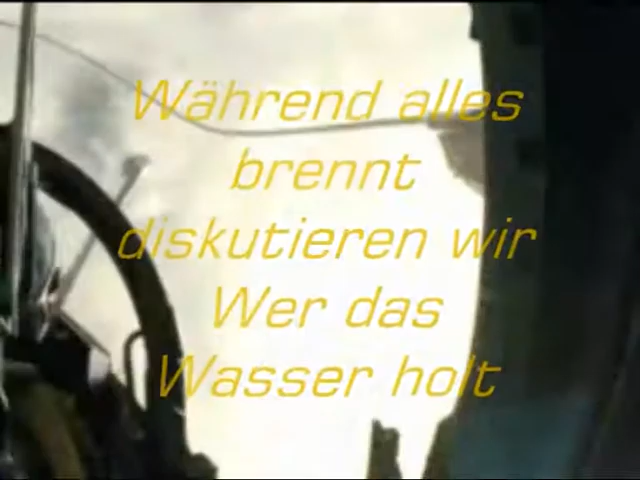 Während alles
brennt
diskutieren wir
Wer das
Wasser holt